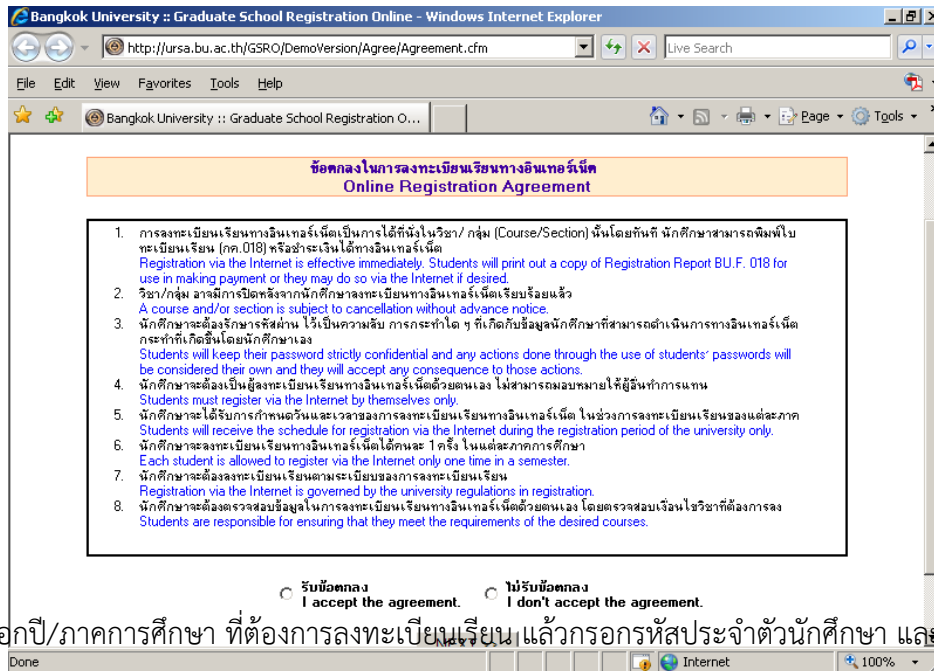 Bangkok University :: Graduate School Registration Online - Windows Internet Explorer
http://ursa.bu.ac.th/GSRO/DemoVersion/Agree/Agreement.cfm
Live Search
File Edit View Favorites Tools Help
Bangkok University :: Graduate School Registration O...
Page Tools
ข้อตกลงในการลงทะเบียนเรียนทางอินเทอร์เน็ต
Online Registration Agreement
1. การลงทะเบียนเรียนทางอินเทอร์เน็ตเป็นการได้ที่นั่งในวิชา/ กลุ่ม (Course/Section) นั้นโดยทันที นักศึกษาสามารถพิมพ์ใบ
ทะเบียนเรียน (กค.018) หรือชำระเงินได้ทางอินเทอร์เน็ต
Registration via the Internet is effective immediately. Students will print out a copy of Registration Report BU.F. 018 for
use in making payment or they may do so via the Internet if desired.
2. วิชา/กลุ่ม อาจมีการปิดหลังจากนักศึกษาลงทะเบียนทางอินเทอร์เน็ตเรียบร้อยแล้ว
A course and/or section is subject to cancellation without advance notice.
3. นักศึกษาจะต้องรักษารหัสผ่าน ไว้เป็นความลับ การกระทำใด ๆ ที่เกิดกับข้อมูลนักศึกษาที่สามารถดำเนินการทางอินเทอร์เน็ต
กระทำที่เกิดขึ้นโดยนักศึกษาเอง
Students will keep their password strictly confidential and any actions done through the use of students' passwords will
be considered their own and they will accept any consequence to those actions.
4. นักศึกษาจะต้องเป็นผู้ลงทะเบียนเรียนทางอินเทอร์เน็ตด้วยตนเอง ไม่สามารถมอบหมายให้ผู้อื่นทำการแทน
Students must register via the Internet by themselves only.
5. นักศึกษาจะได้รับการกำหนดวันและเวลาของการลงทะเบียนเรียนทางอินเทอร์เน็ต ในช่วงการลงทะเบียนเรียนของแต่ละภาค
Students will receive the schedule for registration via the Internet during the registration period of the university only.
6. นักศึกษาจะลงทะเบียนเรียนทางอินเทอร์เน็ตได้คนละ 1 ครั้ง ในแต่ละภาคการศึกษา
Each student is allowed to register via the Internet only one time in a semester.
7. นักศึกษาจะต้องลงทะเบียนเรียนตามระเบียบของการลงทะเบียนเรียน
Registration via the Internet is governed by the university regulations in registration.
8. นักศึกษาจะต้องตรวจสอบข้อมูลในการลงทะเบียนเรียนทางอินเทอร์เน็ตด้วยตนเอง โดยตรวจสอบเงื่อนไขวิชาที่ต้องการลง
Students are responsible for ensuring that they meet the requirements of the desired courses.
รับข้อตกลง ไม่รับข้อตกลง
I accept the agreement. I don't accept the agreement.
อกปี/ภาคการศึกษา ที่ต้องการลงทะเบียนเรียน แล้วกรอกรหัสประจำตัวนักศึกษา และ
Done Internet 100%